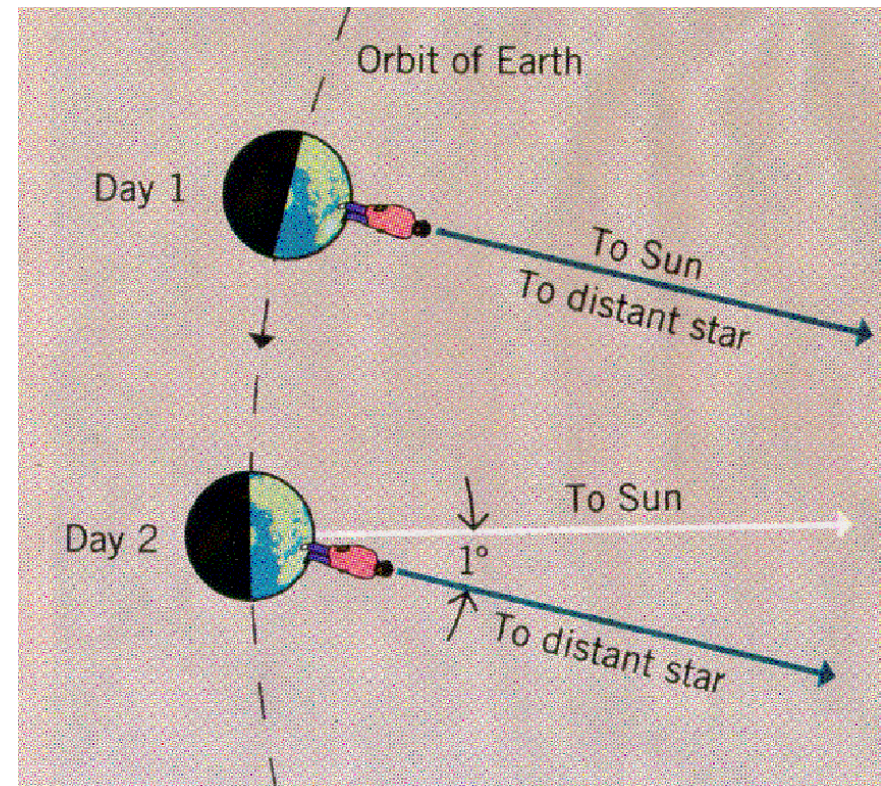 Orbit of Earth
Day 1
To Sun
To distant star
To Sun
Day 2
1°
To distant star